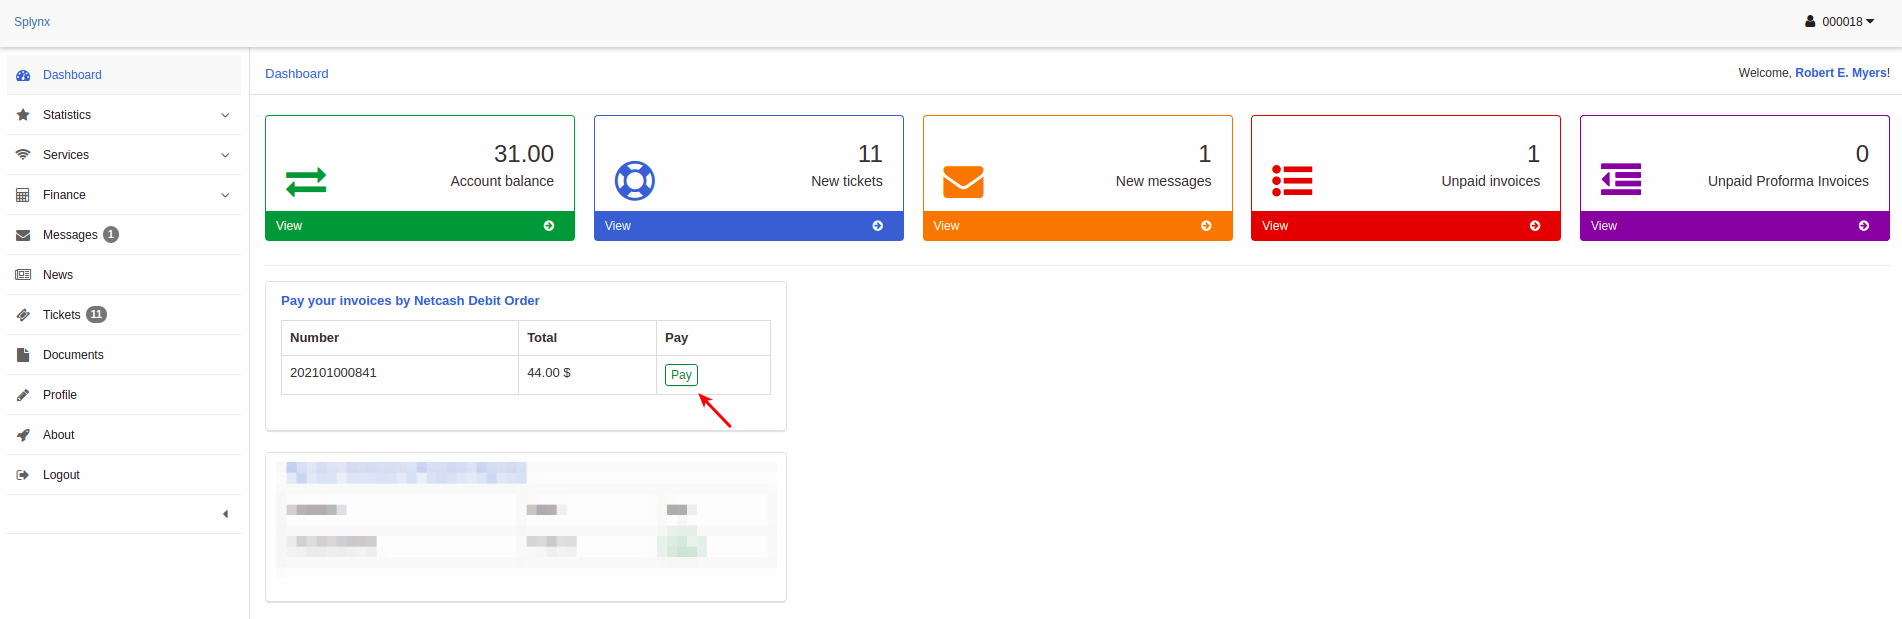 Splynx
000018
Dashboard
Statistics
Services
Finance
Messages 1
News
Tickets 11
Documents
Profile
About
Logout
Dashboard
Welcome, Robert E. Myers!
31.00
Account balance
View
11
New tickets
View
1
New messages
View
1
Unpaid invoices
View
0
Unpaid Proforma Invoices
View
Pay your invoices by Netcash Debit Order
Number Total Pay
202101000841 44.00 $ Pay